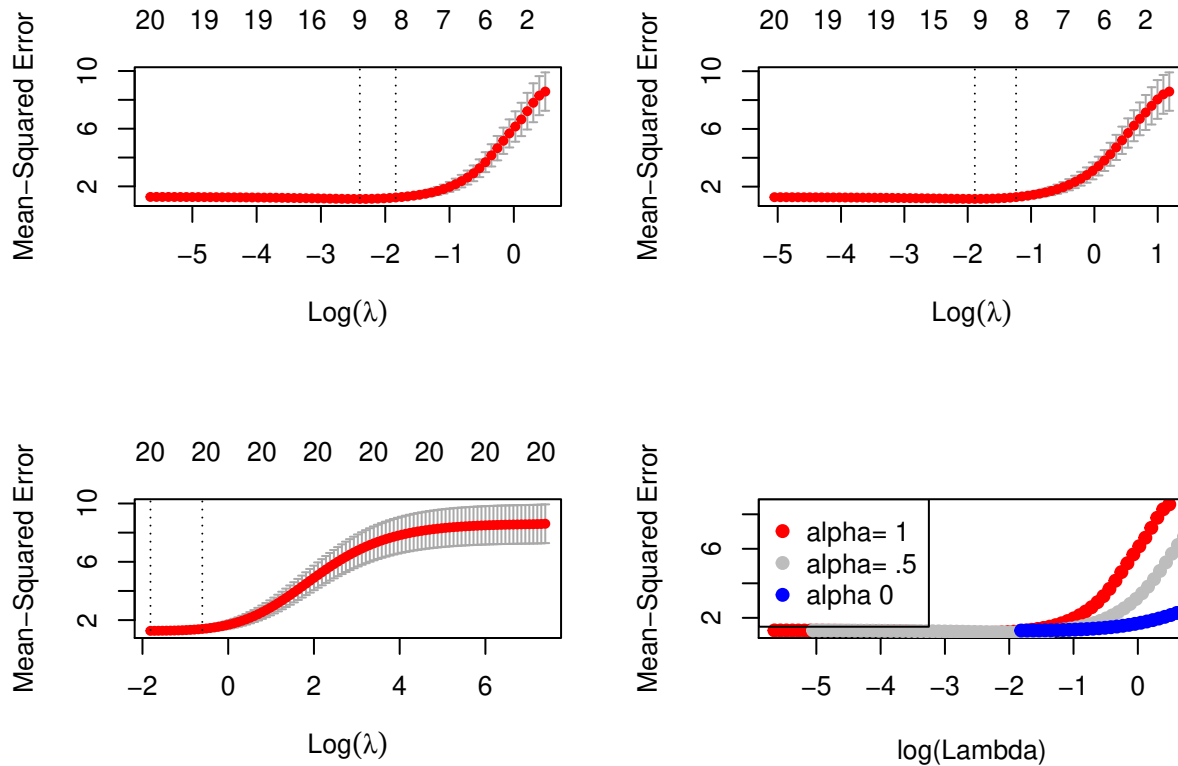 20 19 19 16 9 8 7 6 2
Mean−Squared Error
10
6
2
−5 −4 −3 −2 −1 0
Log(λ)
20 19 19 15 9 8 7 6 2
Mean−Squared Error
10
6
2
−5 −4 −3 −2 −1 0 1
Log(λ)
20 20 20 20 20 20 20 20
Mean−Squared Error
10
6
2
−2 0 2 4 6
Log(λ)
Mean−Squared Error
6
2
alpha= 1
alpha= .5
alpha 0
−5 −4 −3 −2 −1 0
log(Lambda)